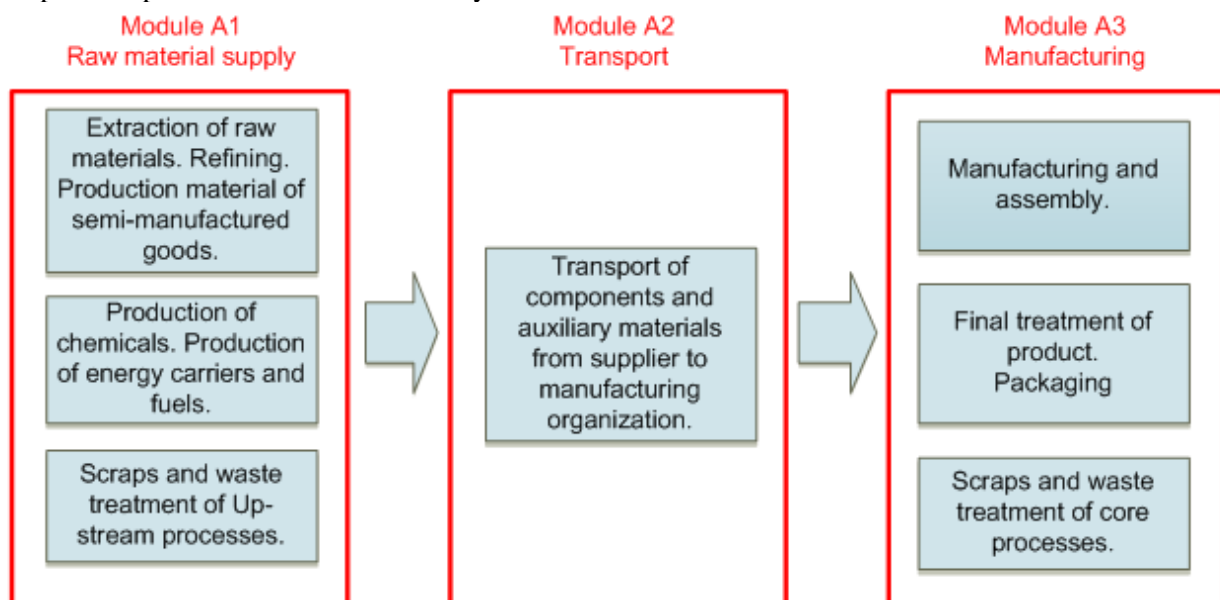 Module A1
Raw material supply
Extraction of raw
materials. Refining.
Production material of
semi-manufactured
goods.
Production of
chemicals. Production
of energy carriers and
fuels.
Scraps and waste
treatment of Up-
stream processes.
Module A2
Transport
Transport of
components and
auxiliary materials
from supplier to
manufacturing
organization.
Module A3
Manufacturing
Manufacturing and
assembly.
Final treatment of
product.
Packaging
Scraps and waste
treatment of core
processes.